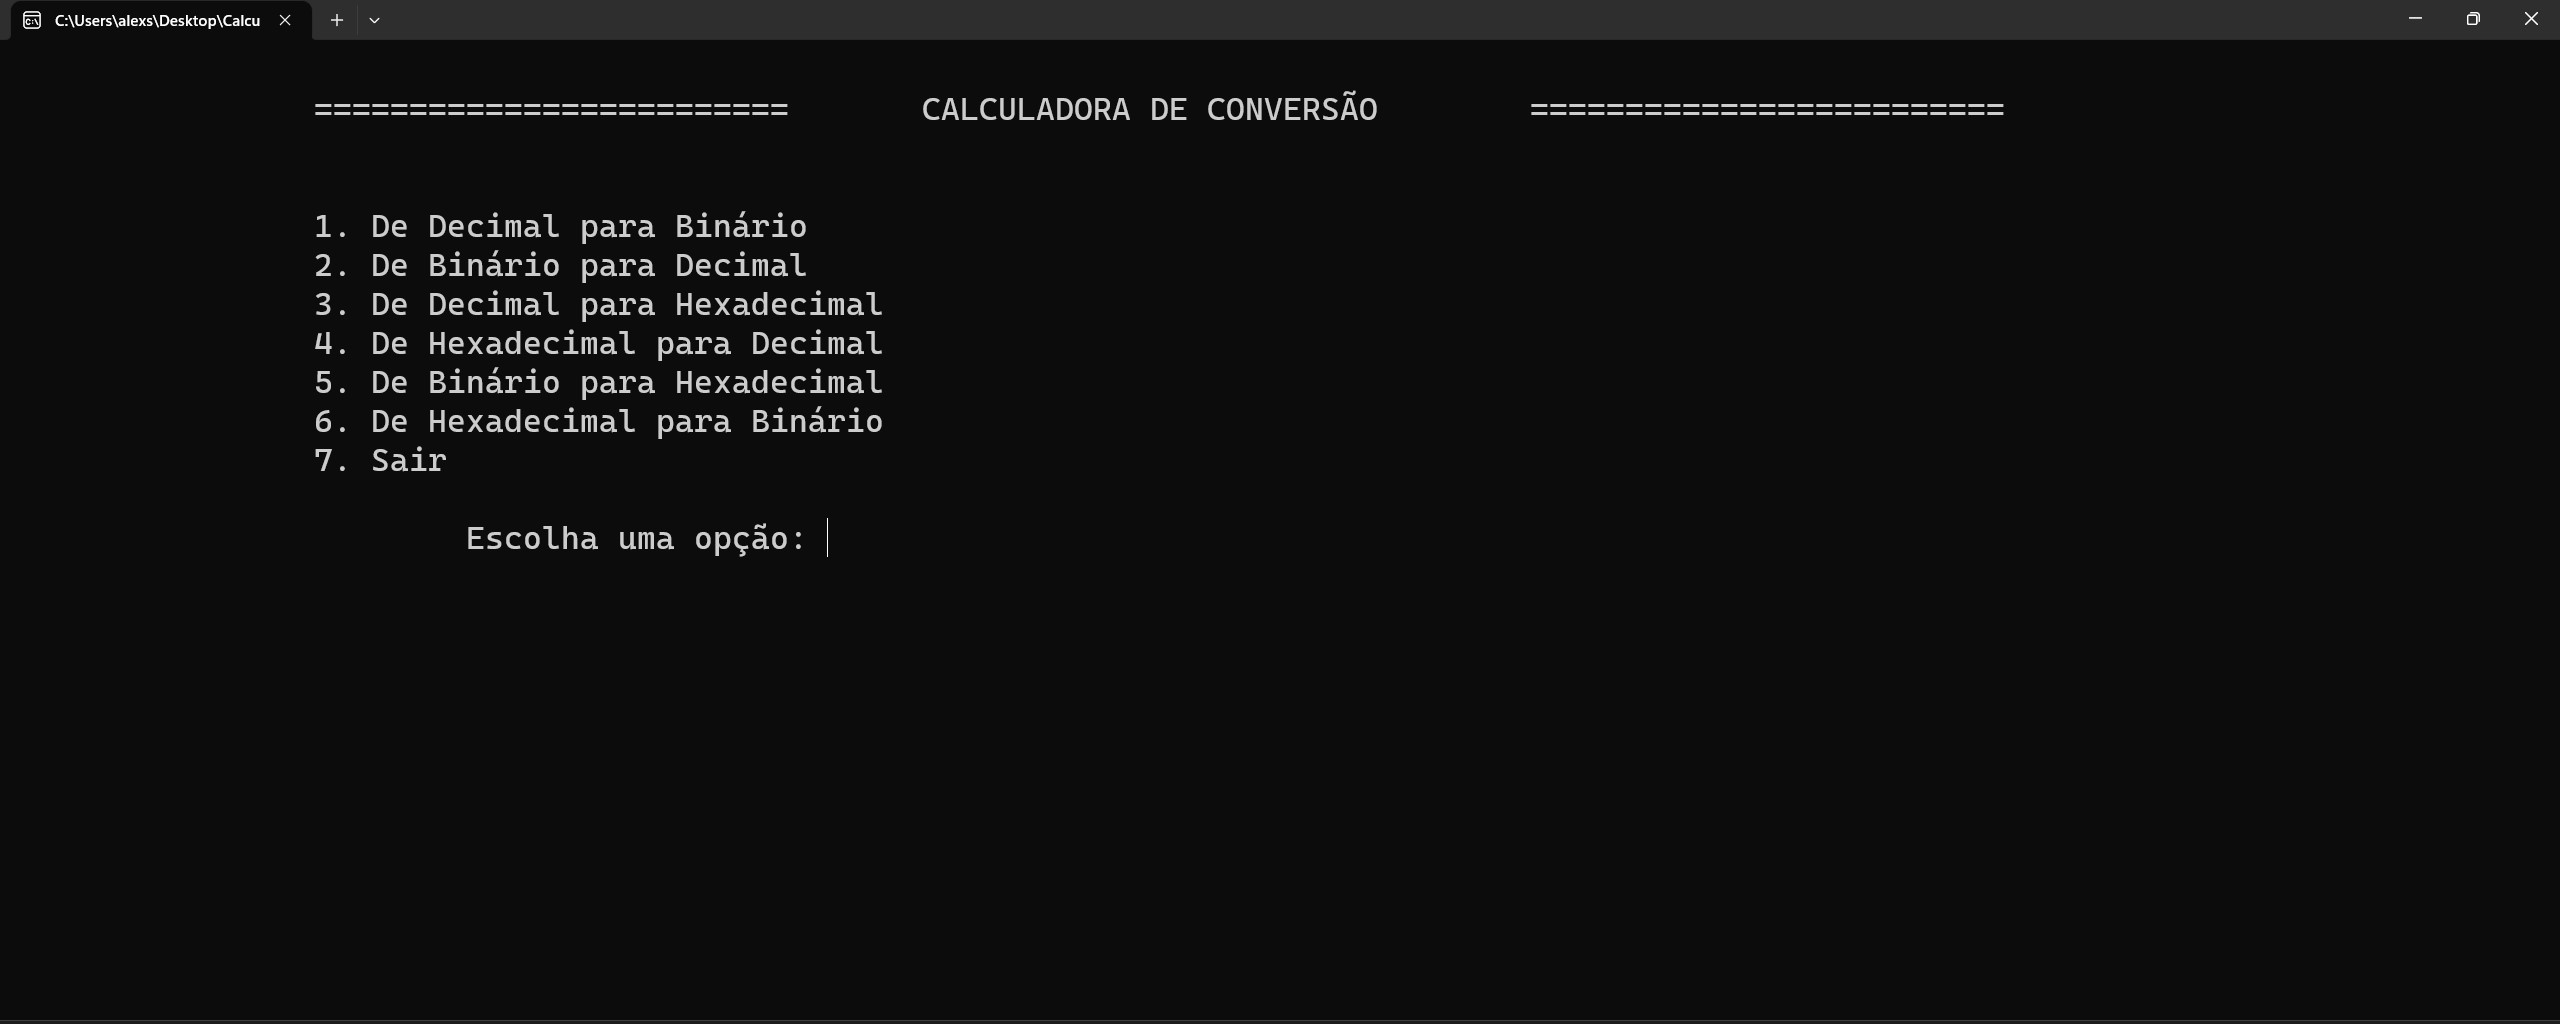 C:\Users\alexs\Desktop\Calcu
========================= CALCULADORA DE CONVERSÃO =========================
1. De Decimal para Binário
2. De Binário para Decimal
3. De Decimal para Hexadecimal
4. De Hexadecimal para Decimal
5. De Binário para Hexadecimal
6. De Hexadecimal para Binário
7. Sair
Escolha uma opção: